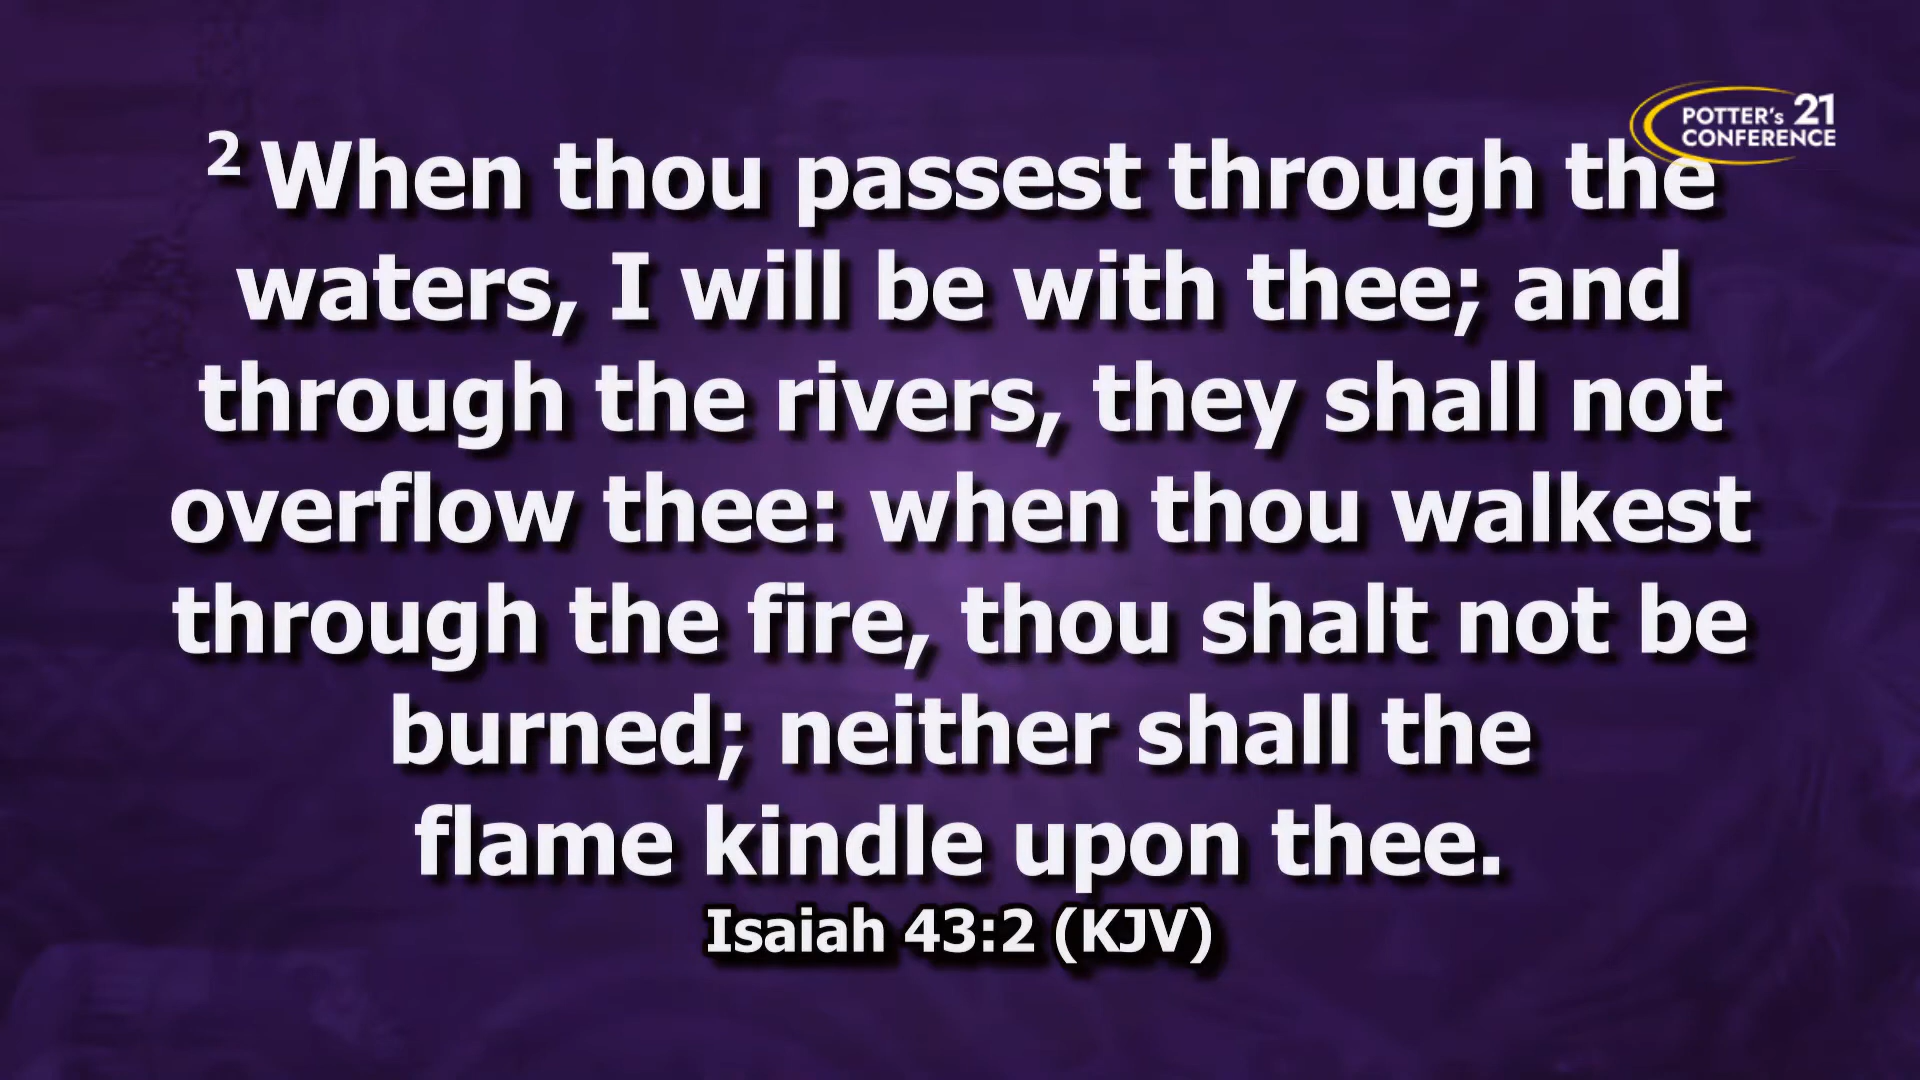 POTTER's 21
CONFERENCE
2 When thou passest through the
waters, I will be with thee; and
through the rivers, they shall not
overflow thee: when thou walkest
through the fire, thou shalt not be
burned; neither shall the
flame kindle upon thee.
Isaiah 43:2 (KJV)